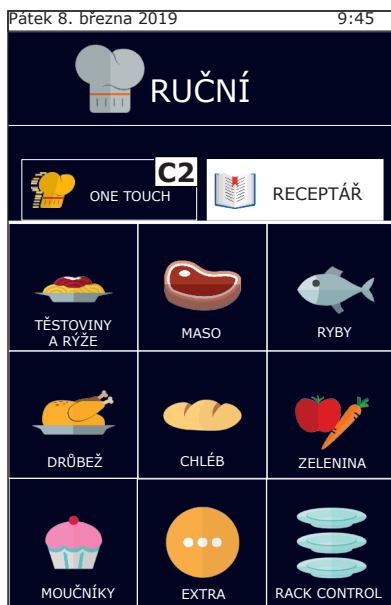 Pátek 8. března 2019 9:45
RUČNÍ
C2
ONE TOUCH RECEPTÁŘ
TĚSTOVINY
A RÝŽE
MASO
RYBY
DRŮBEŽ
CHLÉB
ZELENINA
MOUČNÍKY
EXTRA
RACK CONTROL